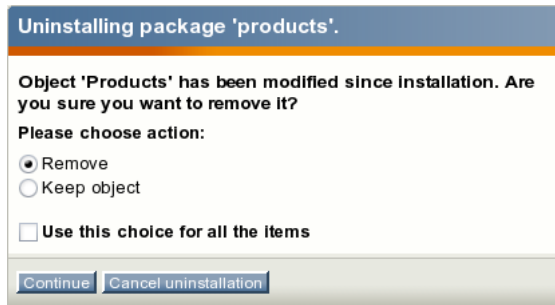 Uninstalling package 'products'.
Object 'Products' has been modified since installation. Are
you sure you want to remove it?
Please choose action:
Remove
Keep object
Use this choice for all the items
Continue Cancel uninstallation